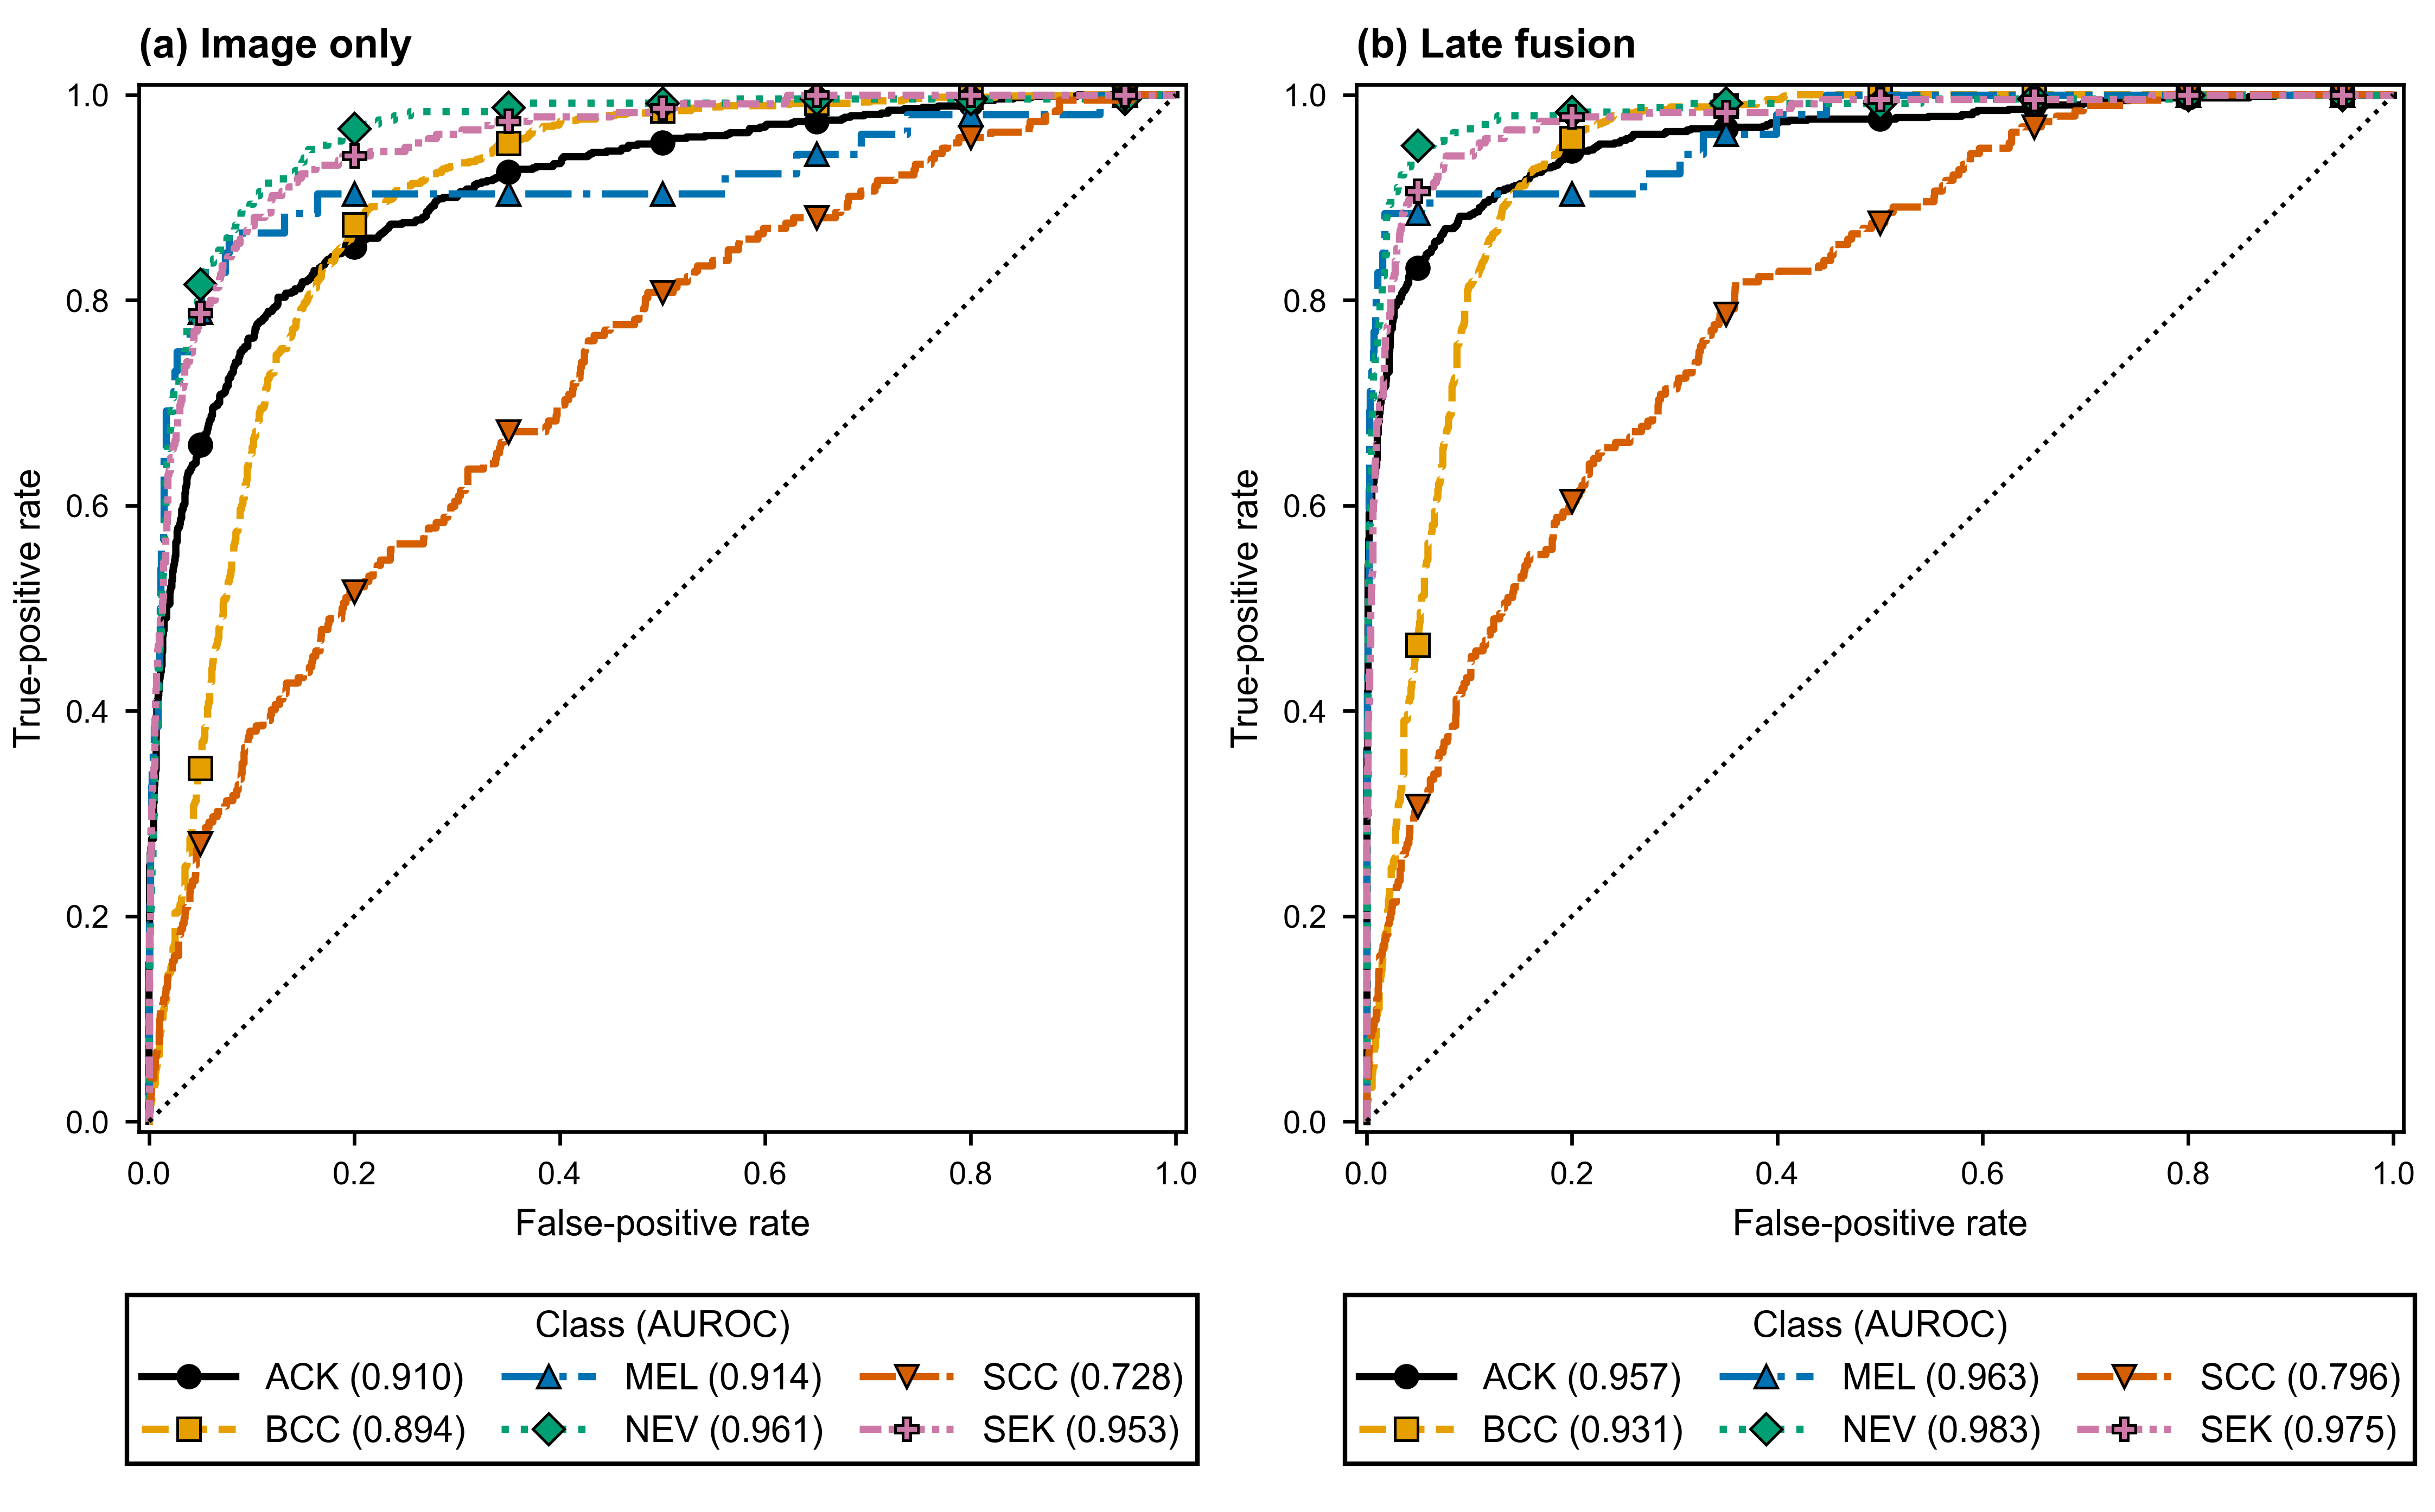 (a) Image only
1.0
0.8
0.6
0.4
0.2
0.0
True-positive rate
0.0 0.2 0.4 0.6 0.8 1.0
False-positive rate
Class (AUROC)
ACK (0.910) MEL (0.914) SCC (0.728)
BCC (0.894) NEV (0.961) SEK (0.953)
(b) Late fusion
1.0
0.8
0.6
0.4
0.2
0.0
True-positive rate
0.0 0.2 0.4 0.6 0.8 1.0
False-positive rate
Class (AUROC)
ACK (0.957) MEL (0.963) SCC (0.796)
BCC (0.931) NEV (0.983) SEK (0.975)